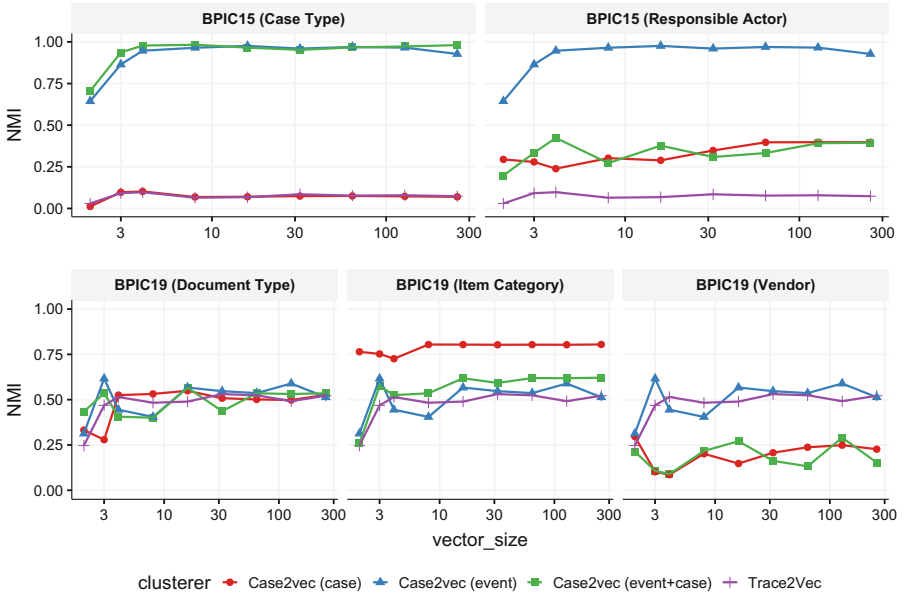 BPIC15 (Case Type) BPIC15 (Responsible Actor)
NMI
1.00
0.75
0.50
0.25
0.00
3 10 30 100 300 3 10 30 100 300
BPIC19 (Document Type) BPIC19 (Item Category) BPIC19 (Vendor)
NMI
1.00
0.75
0.50
0.25
0.00
3 10 30 100 300 3 10 30 100 300 3 10 30 100 300
vector_size
clusterer Case2vec (case) Case2vec (event) Case2vec (event+case) Trace2Vec